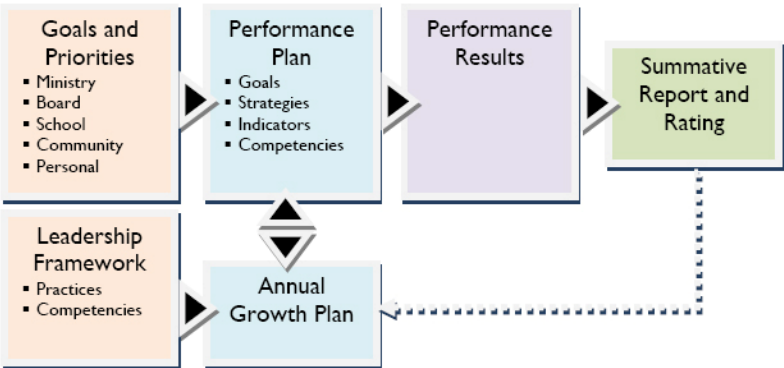 Goals and
Priorities
▪ Ministry
▪ Board
▪ School
▪ Community
▪ Personal
Performance
Plan
▪ Goals
▪ Strategies
▪ Indicators
▪ Competencies
Performance
Results
Summative
Report and
Rating
Leadership
Framework
▪ Practices
▪ Competencies
Annual
Growth Plan